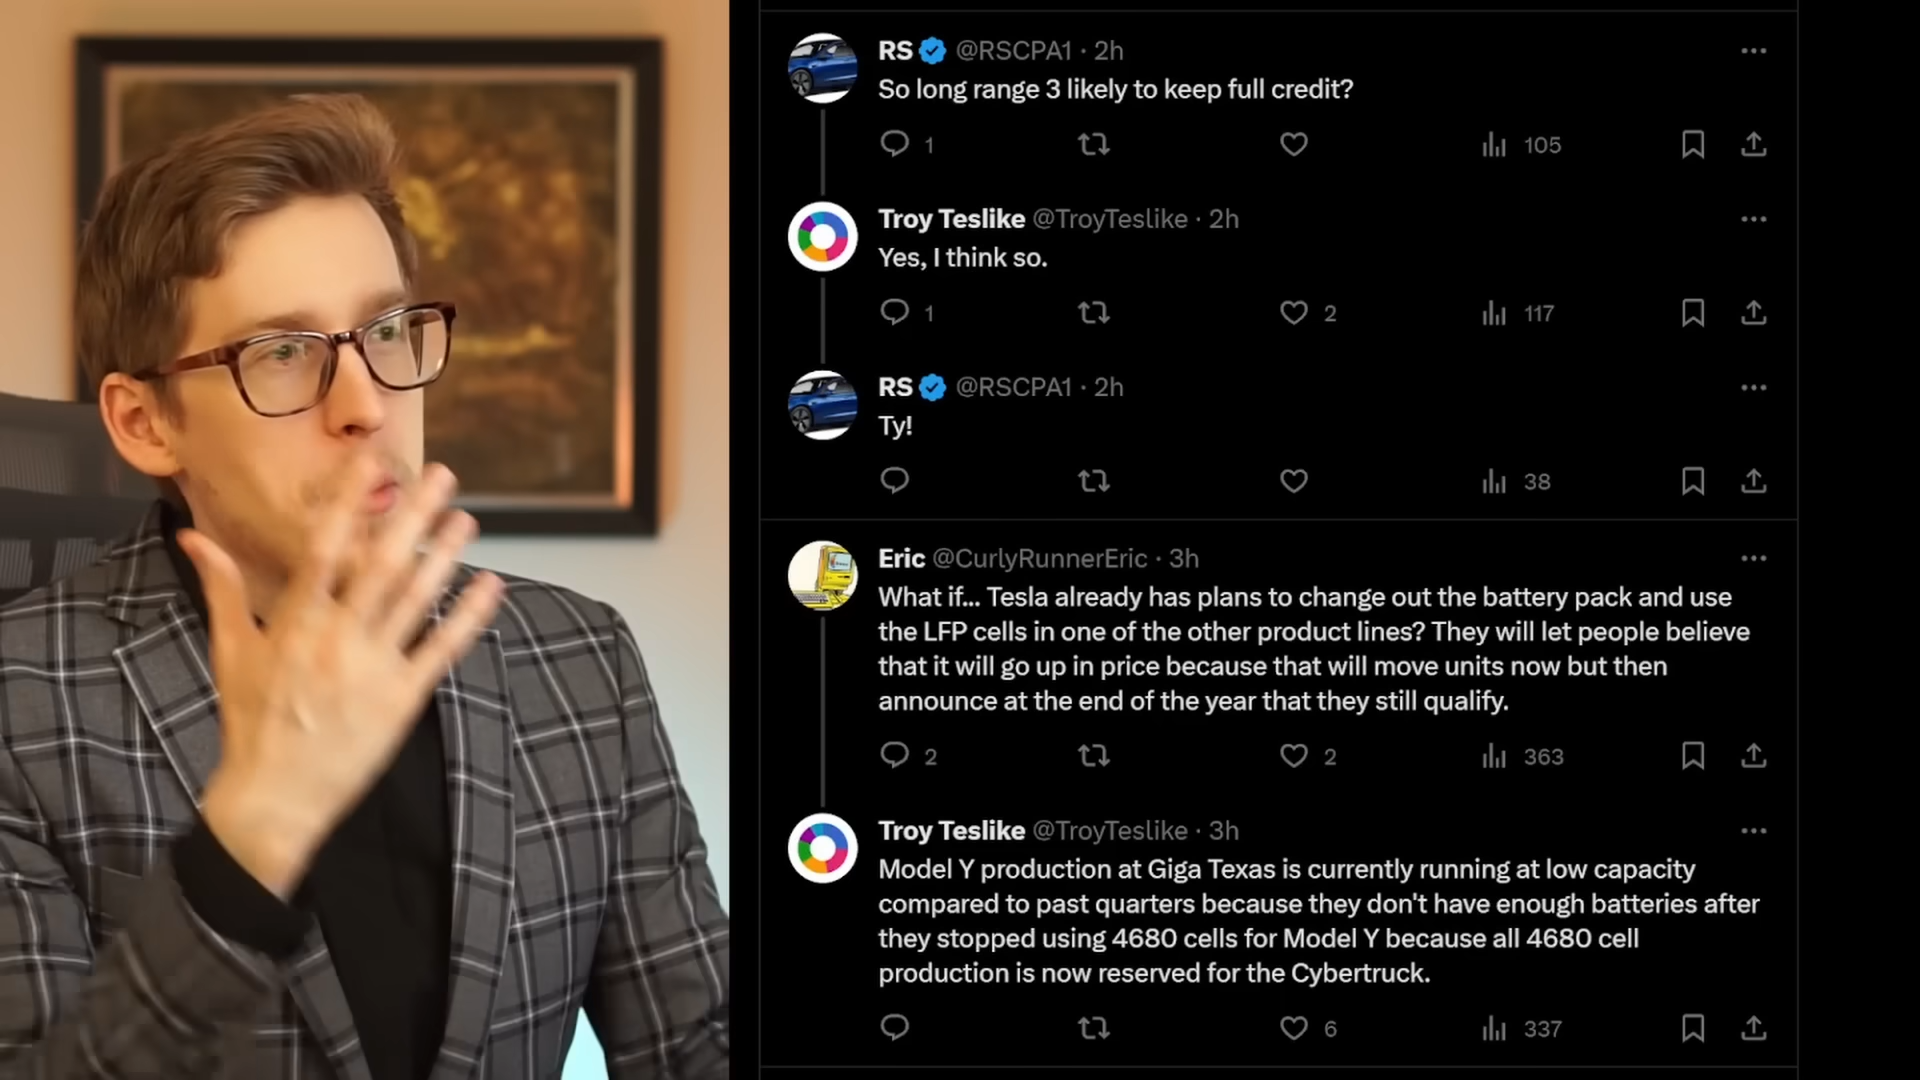 RS @RSCPA1 · 2h
So long range 3 likely to keep full credit?
1 105
Troy Teslike @TroyTeslike · 2h
Yes, I think so.
1 2 117
RS @RSCPA1 · 2h
Ty!
38
Eric @CurlyRunnerEric · 3h
What if... Tesla already has plans to change out the battery pack and use
the LFP cells in one of the other product lines? They will let people believe
that it will go up in price because that will move units now but then
announce at the end of the year that they still qualify.
2 2 363
Troy Teslike @TroyTeslike · 3h
Model Y production at Giga Texas is currently running at low capacity
compared to past quarters because they don't have enough batteries after
they stopped using 4680 cells for Model Y because all 4680 cell
production is now reserved for the Cybertruck.
6 337